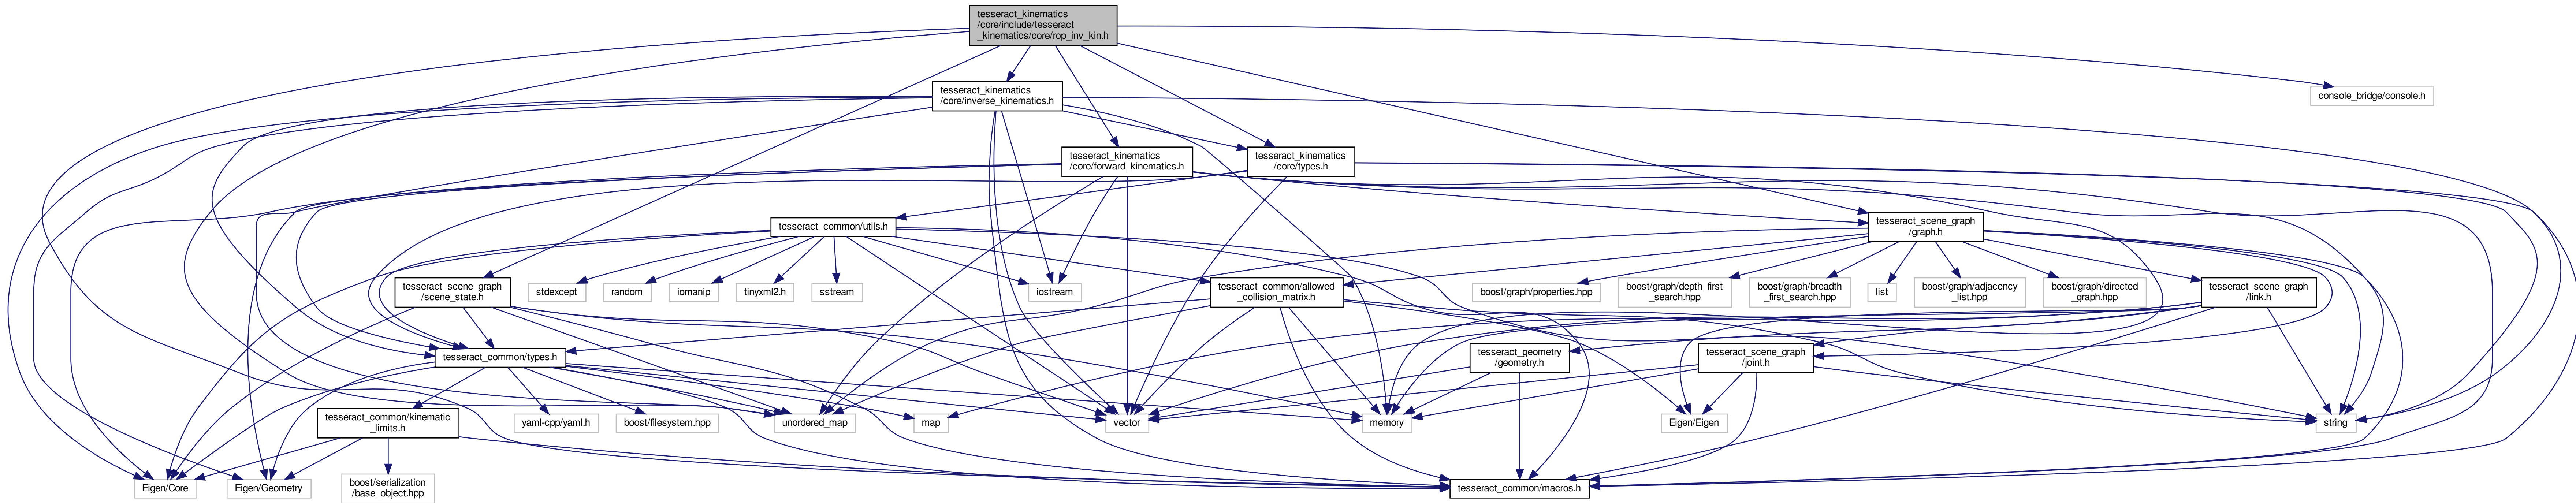 tesseract_kinematics
/core/include/tesseract
_kinematics/core/rop_inv_kin.h
tesseract_kinematics
/core/inverse_kinematics.h
console_bridge/console.h
tesseract_kinematics
/core/forward_kinematics.h
tesseract_kinematics
/core/types.h
tesseract_common/utils.h
tesseract_scene_graph
/graph.h
tesseract_scene_graph
/scene_state.h
stdexcept
random
iomanip
tinyxml2.h
sstream
iostream
tesseract_common/allowed
_collision_matrix.h
boost/graph/properties.hpp
boost/graph/depth_first
_search.hpp
boost/graph/breadth
_first_search.hpp
list
boost/graph/adjacency
_list.hpp
boost/graph/directed
_graph.hpp
tesseract_scene_graph
/link.h
tesseract_common/types.h
tesseract_geometry
/geometry.h
tesseract_scene_graph
/joint.h
tesseract_common/kinematic
_limits.h
yaml-cpp/yaml.h
boost/filesystem.hpp
unordered_map
map
vector
memory
Eigen/Eigen
string
Eigen/Core
Eigen/Geometry
boost/serialization
/base_object.hpp
tesseract_common/macros.h